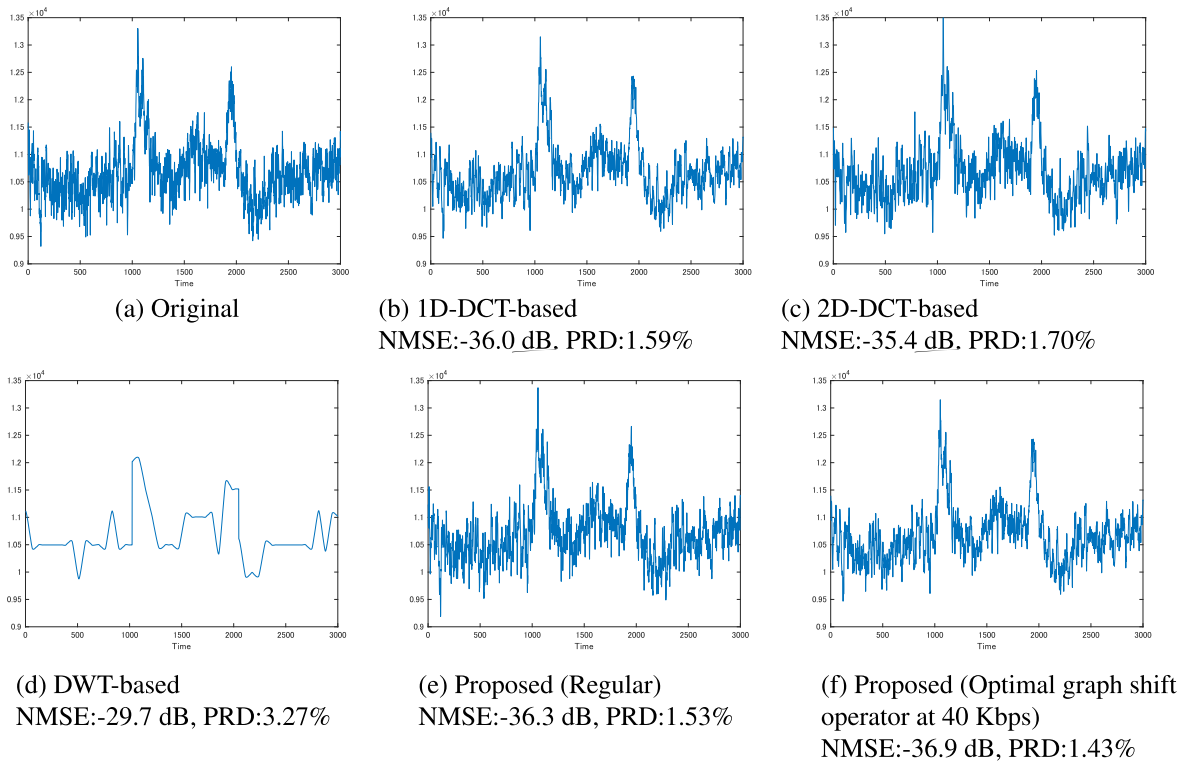 ×10⁴
×10⁴
×10⁴
1.35
1.3
1.25
1.2
1.15
1.1
1.05
1
0.95
0.9
0 500 1000 1500 2000 2500 3000
Time
1.35
1.3
1.25
1.2
1.15
1.1
1.05
1
0.95
0.9
0 500 1000 1500 2000 2500 3000
Time
1.35
1.3
1.25
1.2
1.15
1.1
1.05
1
0.95
0.9
0 500 1000 1500 2000 2500 3000
Time
(a) Original
(b) 1D-DCT-based
NMSE:-36.0 dB, PRD:1.59%
(c) 2D-DCT-based
NMSE:-35.4 dB, PRD:1.70%
×10⁴
×10⁴
×10⁴
1.35
1.3
1.25
1.2
1.15
1.1
1.05
1
0.95
0.9
0 500 1000 1500 2000 2500 3000
Time
1.35
1.3
1.25
1.2
1.15
1.1
1.05
1
0.95
0.9
0 500 1000 1500 2000 2500 3000
Time
1.35
1.3
1.25
1.2
1.15
1.1
1.05
1
0.95
0.9
0 500 1000 1500 2000 2500 3000
Time
(d) DWT-based
NMSE:-29.7 dB, PRD:3.27%
(e) Proposed (Regular)
NMSE:-36.3 dB, PRD:1.53%
(f) Proposed (Optimal graph shift
operator at 40 Kbps)
NMSE:-36.9 dB, PRD:1.43%